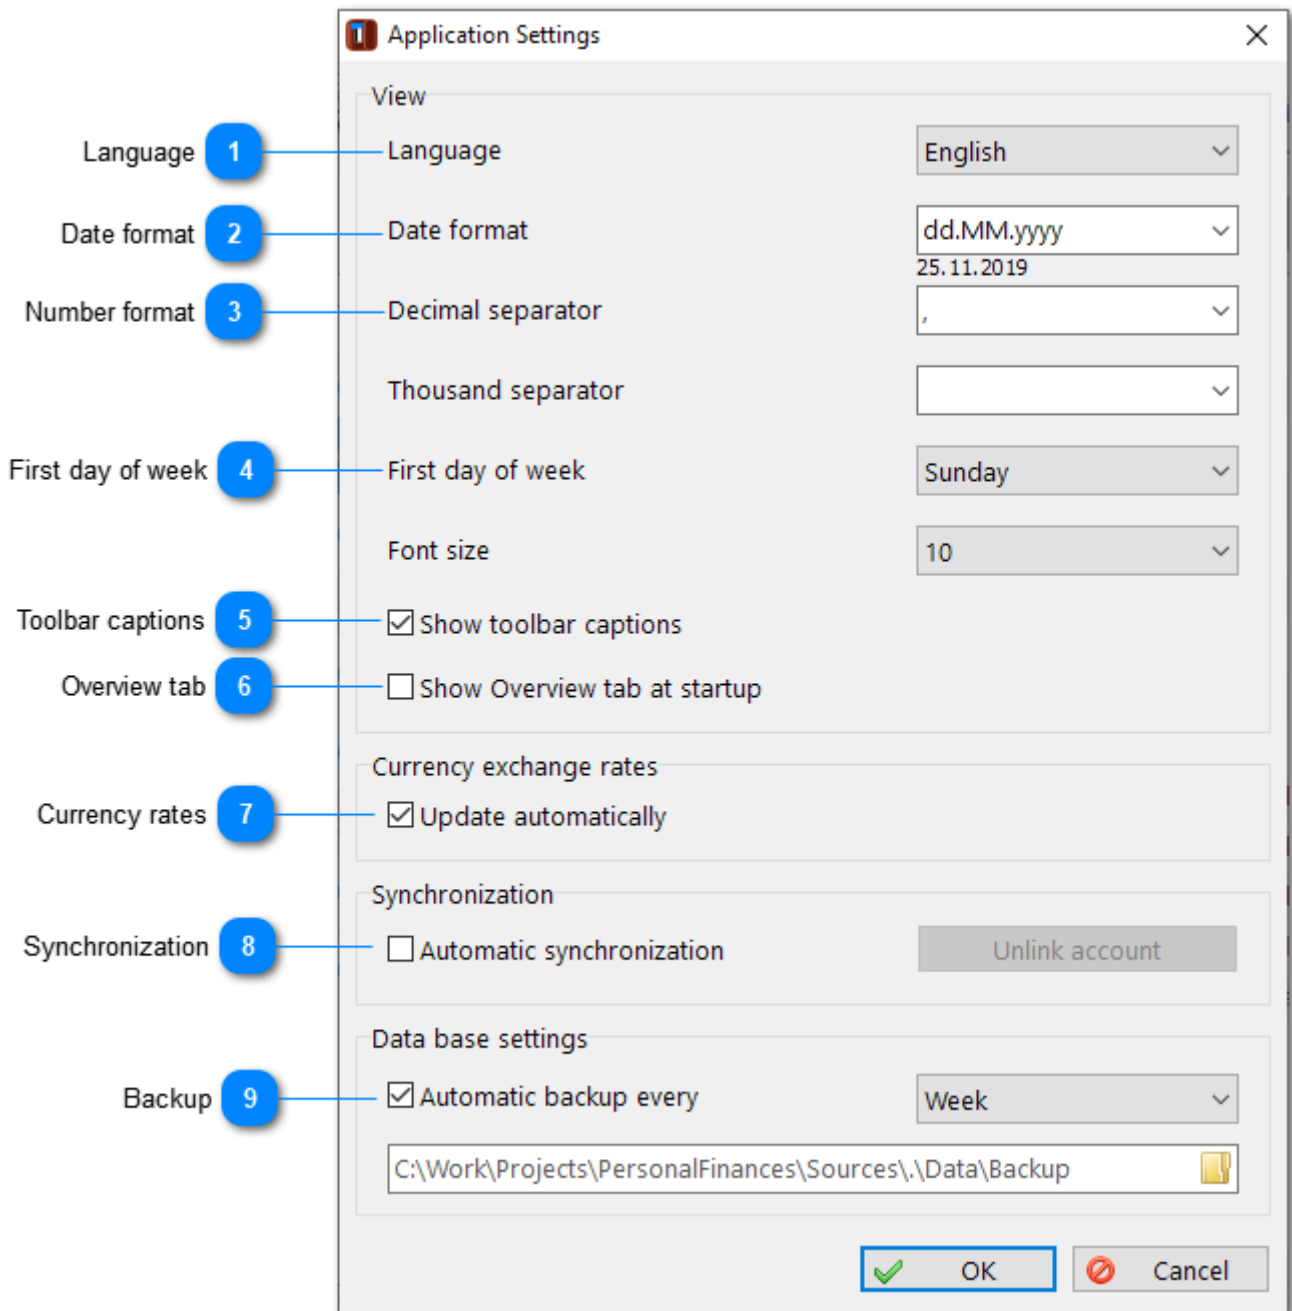 Application Settings
View
Language 1 Language English
Date format 2 Date format dd.MM.yyyy
25.11.2019
Number format 3 Decimal separator ,
Thousand separator
First day of week 4 First day of week Sunday
Font size 10
Toolbar captions 5 Show toolbar captions
Overview tab 6 Show Overview tab at startup
Currency exchange rates
Currency rates 7 Update automatically
Synchronization
Synchronization 8 Automatic synchronization Unlink account
Data base settings
Backup 9 Automatic backup every Week
C:\Work\Projects\PersonalFinances\Sources\.\Data\Backup
OK Cancel